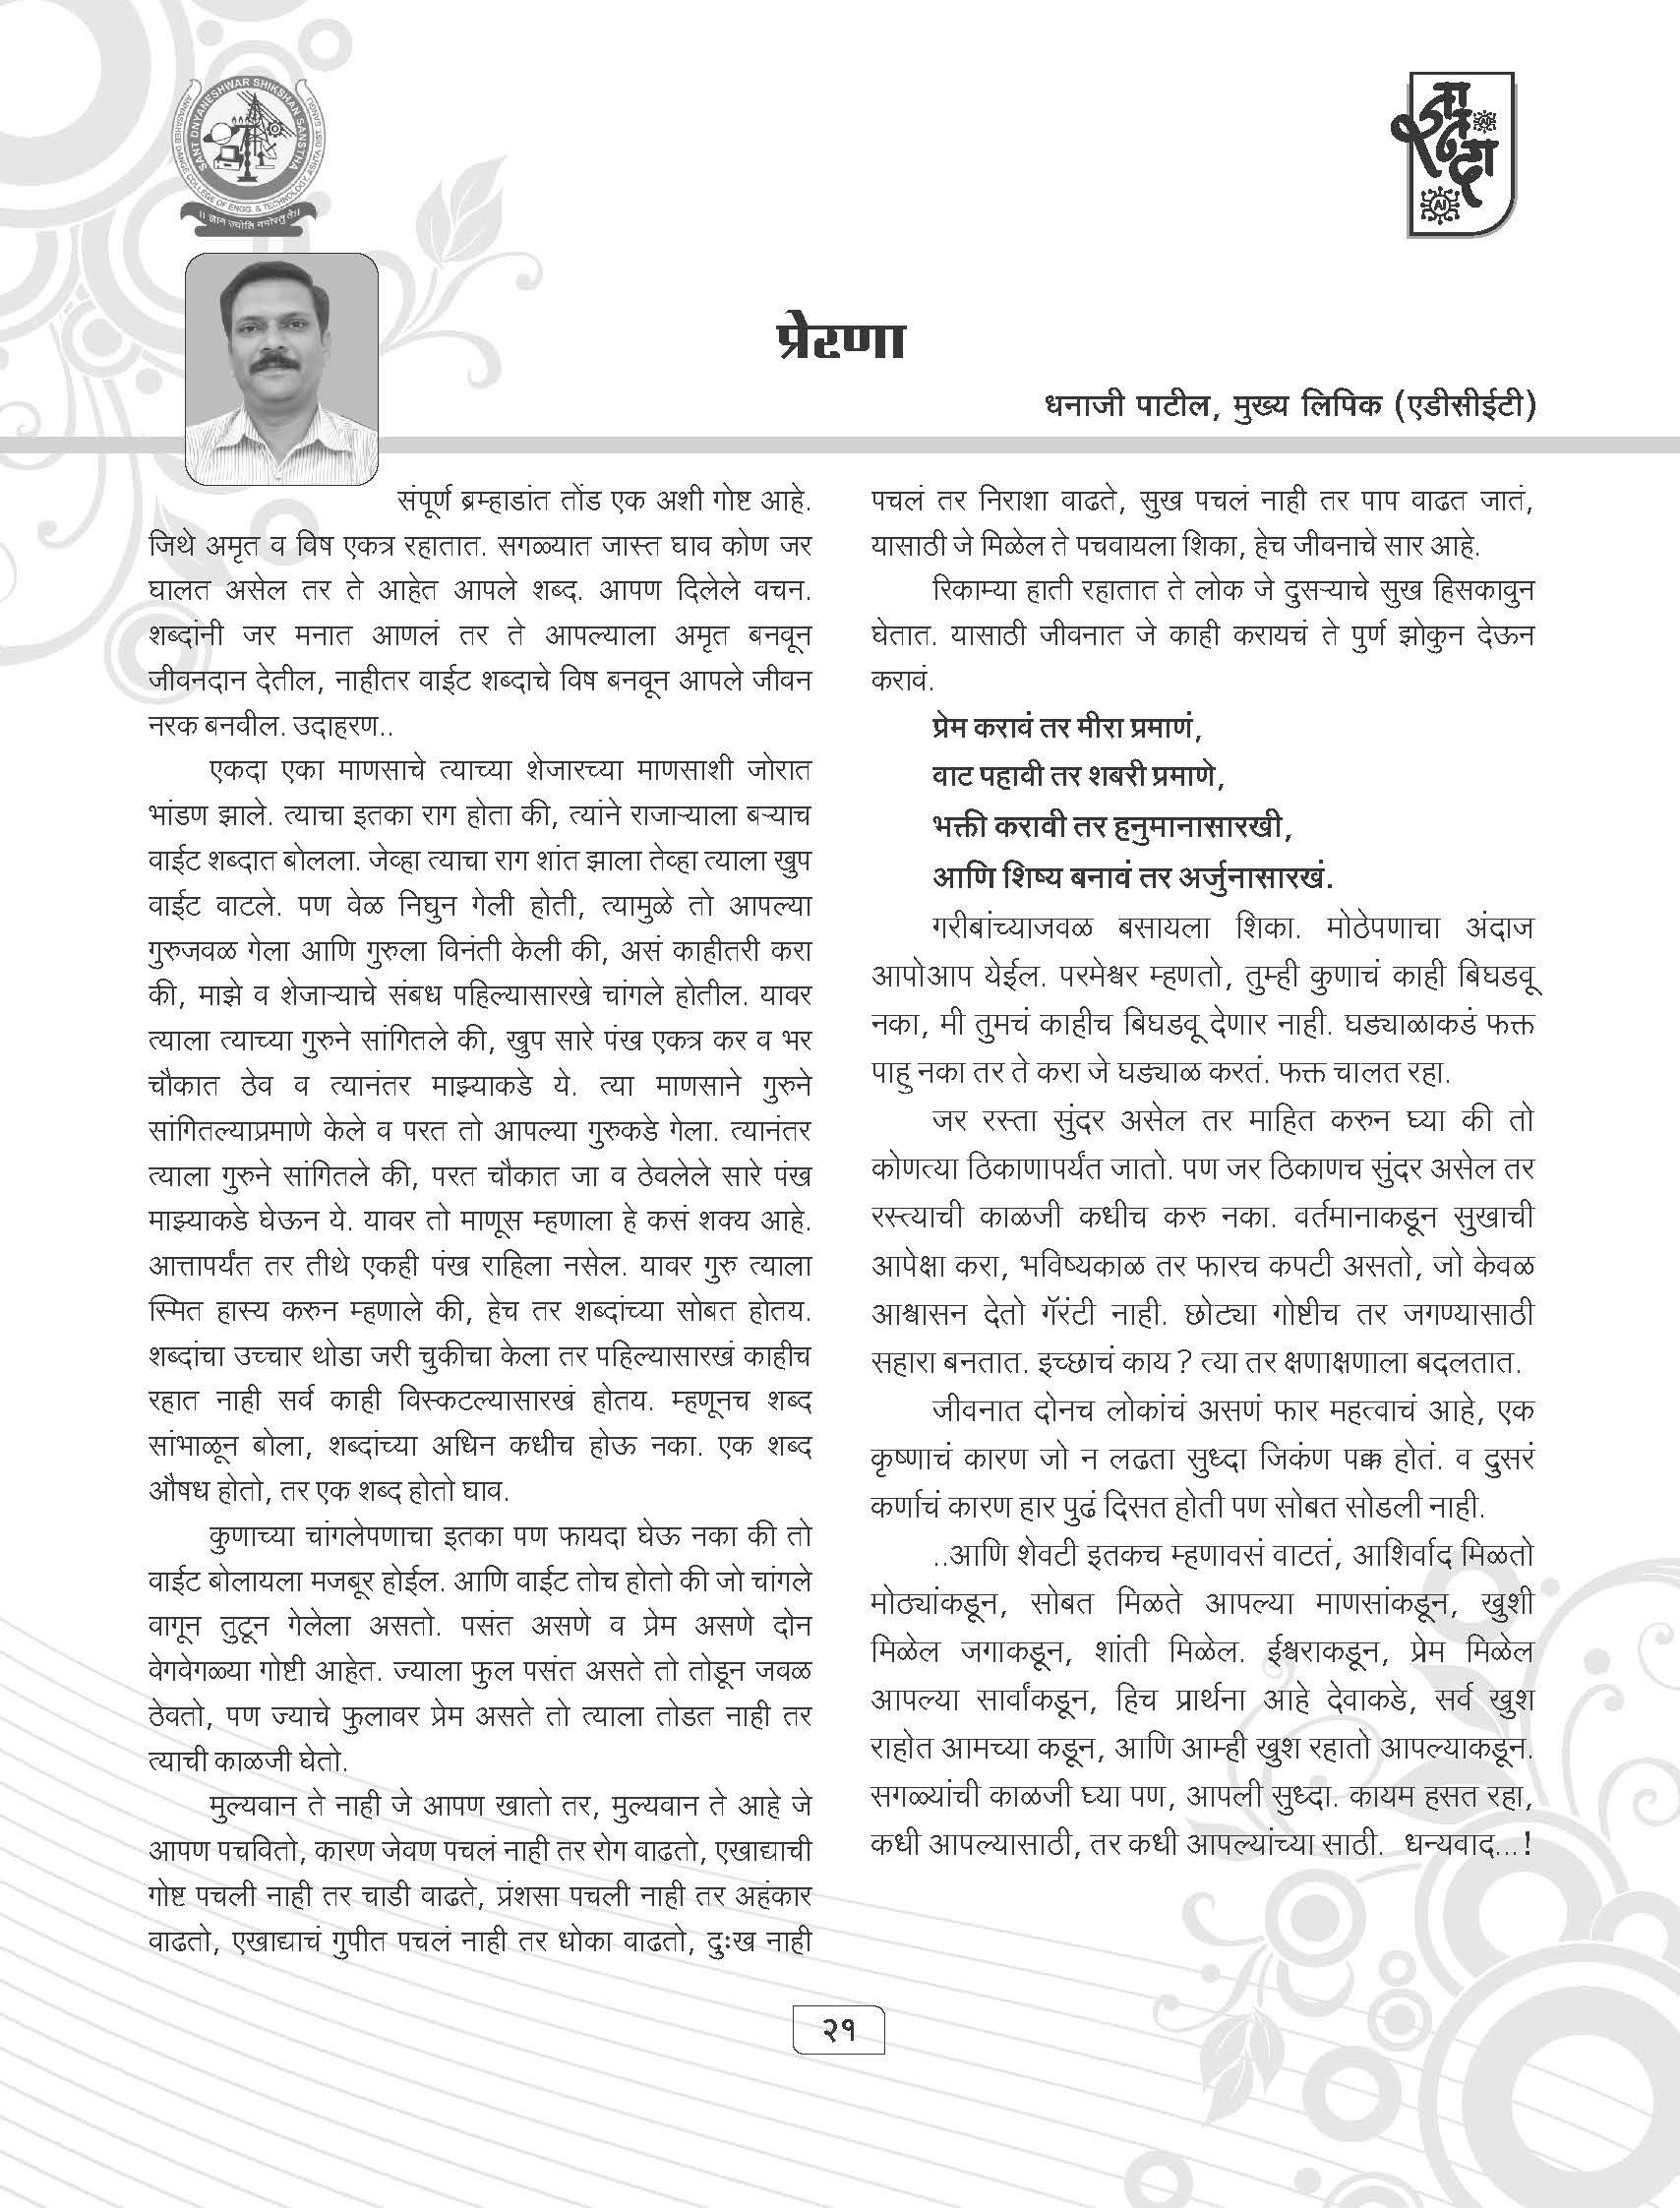 SANT DNYANESHWAR SHIKSHAN SANSTHA
ANNASAHEB DANGE COLLEGE OF ENGG. & TECHNOLOGY, ASHTA DIST. SANGLI
AI
AI
प्रेरणा
धनाजी पाटील, मुख्य लिपिक (एडीसीईटी)
संपूर्ण ब्रम्हाडांत तोंड एक अशी गोष्ट आहे.
जिथे अमृत व विष एकत्र रहातात. सगळ्यात जास्त घाव कोण जर
घालत असेल तर ते आहेत आपले शब्द. आपण दिलेले वचन.
शब्दांनी जर मनात आणलं तर ते आपल्याला अमृत बनवून
जीवनदान देतील, नाहीतर वाईट शब्दाचे विष बनवून आपले जीवन
नरक बनवील. उदाहरण..
एकदा एका माणसाचे त्याच्या शेजारच्या माणसाशी जोरात
भांडण झाले. त्याचा इतका राग होता की, त्यांने राजाऱ्याला बऱ्याच
वाईट शब्दात बोलला. जेव्हा त्याचा राग शांत झाला तेव्हा त्याला खुप
वाईट वाटले. पण वेळ निघुन गेली होती, त्यामुळे तो आपल्या
गुरुजवळ गेला आणि गुरुला विनंती केली की, असं काहीतरी करा
की, माझे व शेजाऱ्याचे संबध पहिल्यासारखे चांगले होतील. यावर
त्याला त्याच्या गुरुने सांगितले की, खुप सारे पंख एकत्र कर व भर
चौकात ठेव व त्यानंतर माझ्याकडे ये. त्या माणसाने गुरुने
सांगितल्याप्रमाणे केले व परत तो आपल्या गुरुकडे गेला. त्यानंतर
त्याला गुरुने सांगितले की, परत चौकात जा व ठेवलेले सारे पंख
माझ्याकडे घेऊन ये. यावर तो माणूस म्हणाला हे कसं शक्य आहे.
आत्तापर्यंत तर तीथे एकही पंख राहिला नसेल. यावर गुरु त्याला
स्मित हास्य करुन म्हणाले की, हेच तर शब्दांच्या सोबत होतय.
शब्दांचा उच्चार थोडा जरी चुकीचा केला तर पहिल्यासारखं काहीच
रहात नाही सर्व काही विस्कटल्यासारखं होतय. म्हणूनच शब्द
सांभाळून बोला, शब्दांच्या अधिन कधीच होऊ नका. एक शब्द
औषध होतो, तर एक शब्द होतो घाव.
कुणाच्या चांगलेपणाचा इतका पण फायदा घेऊ नका की तो
वाईट बोलायला मजबूर होईल. आणि वाईट तोच होतो की जो चांगले
वागून तुटून गेलेला असतो. पसंत असणे व प्रेम असणे दोन
वेगवेगळ्या गोष्टी आहेत. ज्याला फुल पसंत असते तो तोडून जवळ
ठेवतो, पण ज्याचे फुलावर प्रेम असते तो त्याला तोडत नाही तर
त्याची काळजी घेतो.
मुल्यवान ते नाही जे आपण खातो तर, मुल्यवान ते आहे जे
आपण पचवितो, कारण जेवण पचलं नाही तर रोग वाढतो, एखाद्याची
गोष्ट पचली नाही तर चाडी वाढते, प्रंशसा पचली नाही तर अहंकार
वाढतो, एखाद्याचं गुपीत पचलं नाही तर धोका वाढतो, दुःख नाही
पचलं तर निराशा वाढते, सुख पचलं नाही तर पाप वाढत जातं,
यासाठी जे मिळेल ते पचवायला शिका, हेच जीवनाचे सार आहे.
रिकाम्या हाती रहातात ते लोक जे दुसऱ्याचे सुख हिसकावुन
घेतात. यासाठी जीवनात जे काही करायचं ते पुर्ण झोकुन देऊन
करावं.
प्रेम करावं तर मीरा प्रमाणं,
वाट पहावी तर शबरी प्रमाणे,
भक्ती करावी तर हनुमानासारखी,
आणि शिष्य बनावं तर अर्जुनासारखं.
गरीबांच्याजवळ बसायला शिका. मोठेपणाचा अंदाज
आपोआप येईल. परमेश्वर म्हणतो, तुम्ही कुणाचं काही बिघडवू
नका, मी तुमचं काहीच बिघडवू देणार नाही. घड्याळाकडं फक्त
पाहु नका तर ते करा जे घड्याळ करतं. फक्त चालत रहा.
जर रस्ता सुंदर असेल तर माहित करुन घ्या की तो
कोणत्या ठिकाणापर्यंत जातो. पण जर ठिकाणच सुंदर असेल तर
रस्त्याची काळजी कधीच करु नका. वर्तमानाकडून सुखाची
आपेक्षा करा, भविष्यकाळ तर फारच कपटी असतो, जो केवळ
आश्वासन देतो गॅरंटी नाही. छोट्या गोष्टीच तर जगण्यासाठी
सहारा बनतात. इच्छाचं काय ? त्या तर क्षणाक्षणाला बदलतात.
जीवनात दोनच लोकांचं असणं फार महत्वाचं आहे, एक
कृष्णाचं कारण जो न लढता सुध्दा जिकंण पक्क होतं. व दुसरं
कर्णाचं कारण हार पुढं दिसत होती पण सोबत सोडली नाही.
..आणि शेवटी इतकच म्हणावसं वाटतं, आशिर्वाद मिळतो
मोठ्यांकडून, सोबत मिळते आपल्या माणसांकडून, खुशी
मिळेल जगाकडून, शांती मिळेल. ईश्वराकडून, प्रेम मिळेल
आपल्या सार्वांकडून, हिच प्रार्थना आहे देवाकडे, सर्व खुश
राहोत आमच्या कडून, आणि आम्ही खुश रहातो आपल्याकडून.
सगळ्यांची काळजी घ्या पण, आपली सुध्दा. कायम हसत रहा,
कधी आपल्यासाठी, तर कधी आपल्यांच्या साठी. धन्यवाद...!
२१